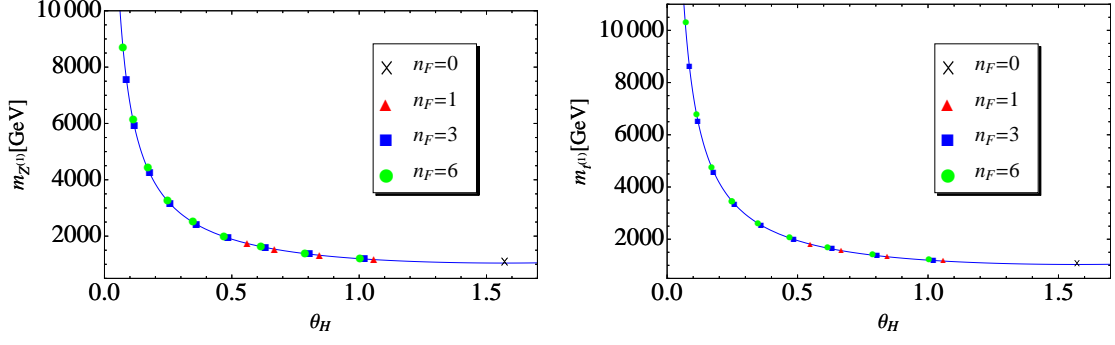 m_{Z^{(1)}}[GeV]
10 000
8000
6000
4000
2000
0.0 0.5 1.0 1.5
θ_H
n_F=0
n_F=1
n_F=3
n_F=6
m_{t^{(1)}}[GeV]
10 000
8000
6000
4000
2000
0.0 0.5 1.0 1.5
θ_H
n_F=0
n_F=1
n_F=3
n_F=6